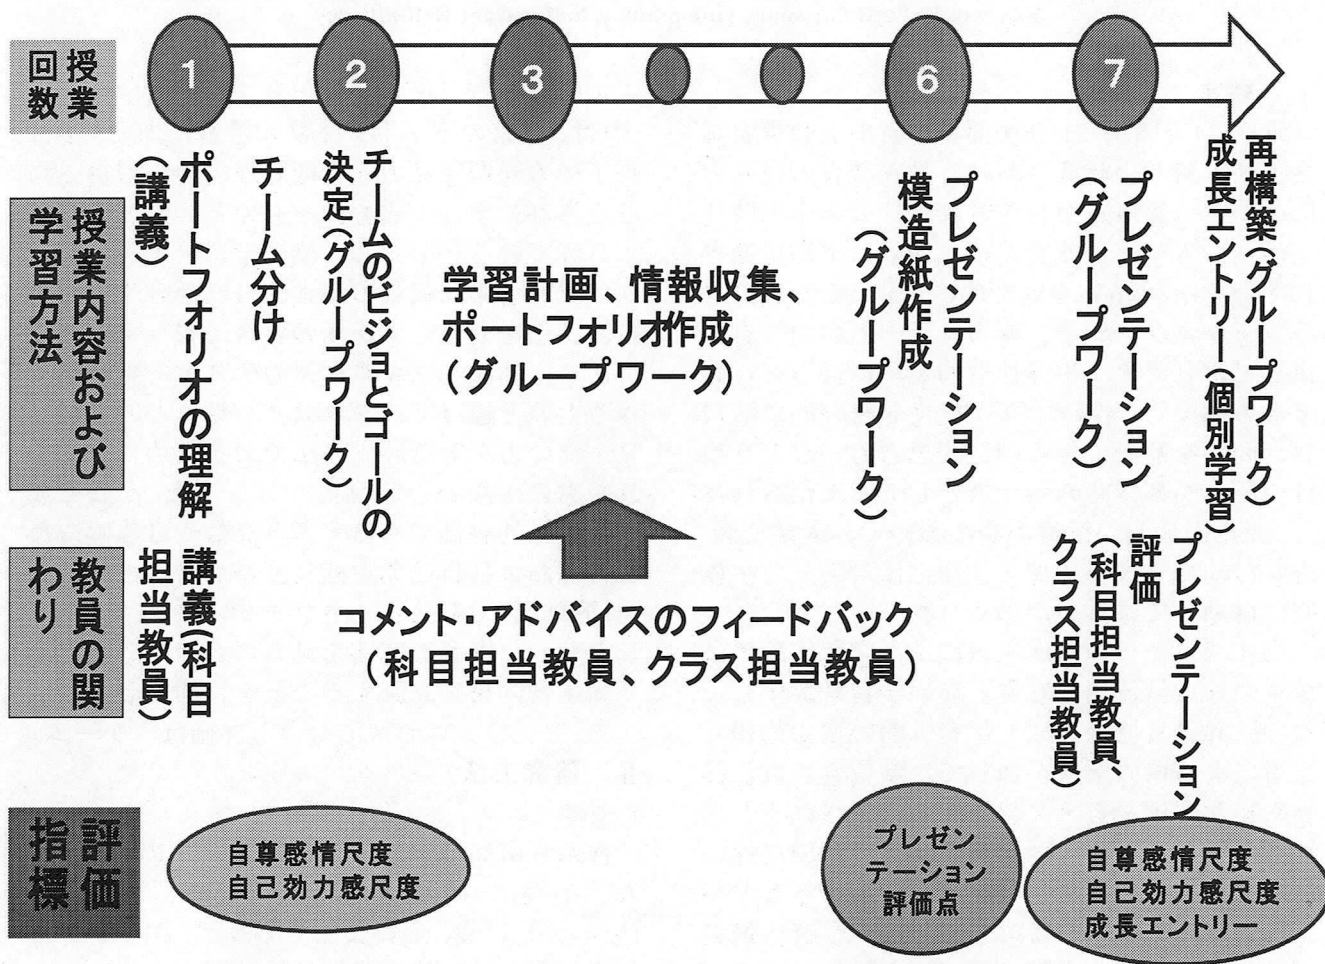 授業
回数
1
2
3
6
7
授業内容および
学習方法
ポートフォリオの理解
(講義)
チーム分け
チームのビジョとゴールの
決定(グループワーク)
学習計画、情報収集、
ポートフォリオ作成
(グループワーク)
プレゼンテーション
模造紙作成
(グループワーク)
プレゼンテーション
(グループワーク)
再構築(グループワーク)
成長エントリー(個別学習)
教員の関
わり
講義(科目
担当教員)
コメント・アドバイスのフィードバック
(科目担当教員、クラス担当教員)
プレゼンテーション
評価
(科目担当教員、
クラス担当教員)
評価
指標
自尊感情尺度
自己効力感尺度
プレゼン
テーション
評価点
自尊感情尺度
自己効力感尺度
成長エントリー